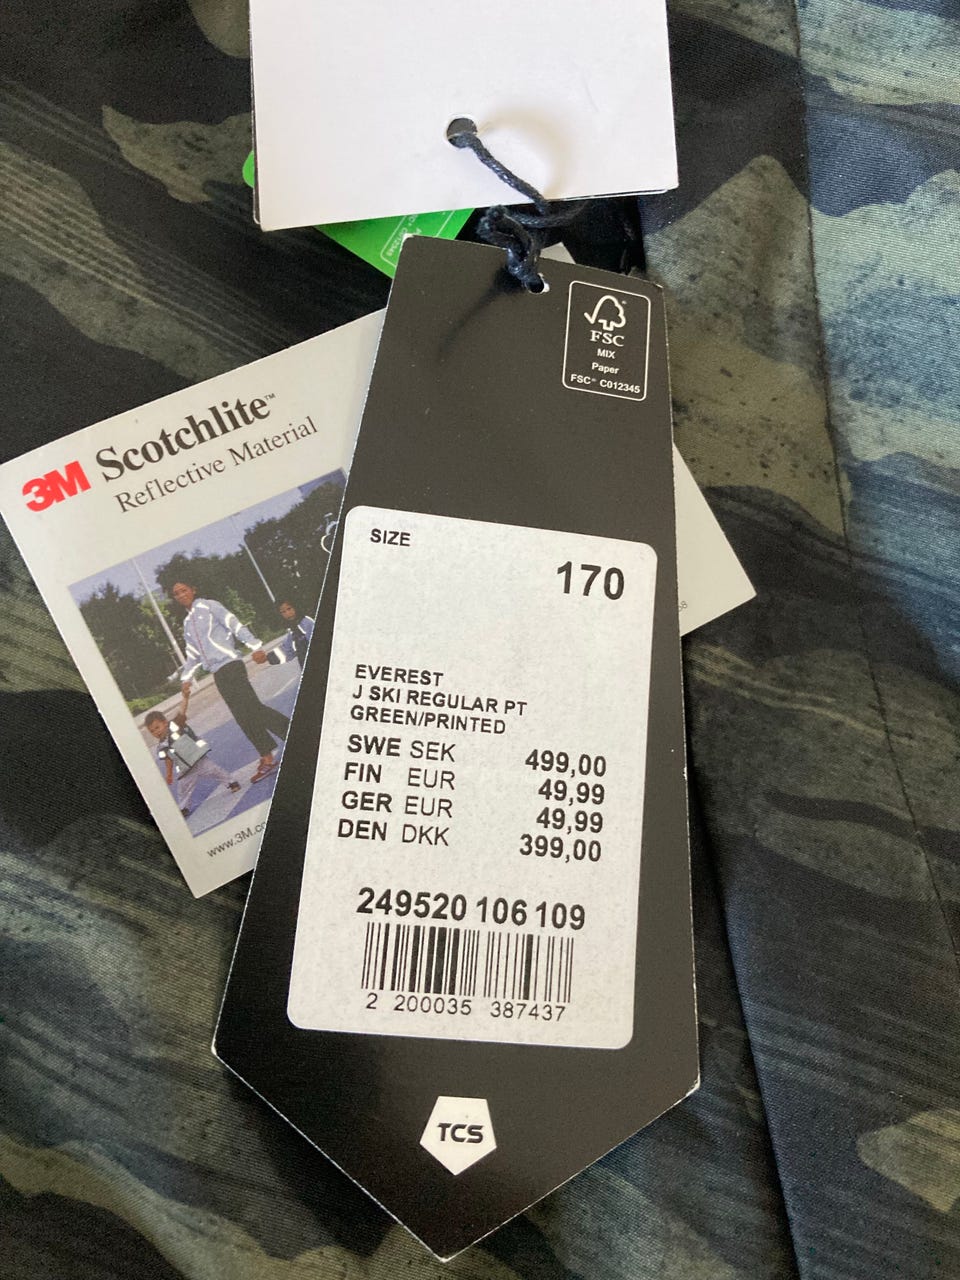 C012345
FSC
MIX
Paper
FSC® C012345
3M Scotchlite™
Reflective Material
www.3M.co
SIZE
170
EVEREST
J SKI REGULAR PT
GREEN/PRINTED
SWE SEK 499,00
FIN EUR 49,99
GER EUR 49,99
DEN DKK 399,00
249520 106 109
2 200035 387437
TCS